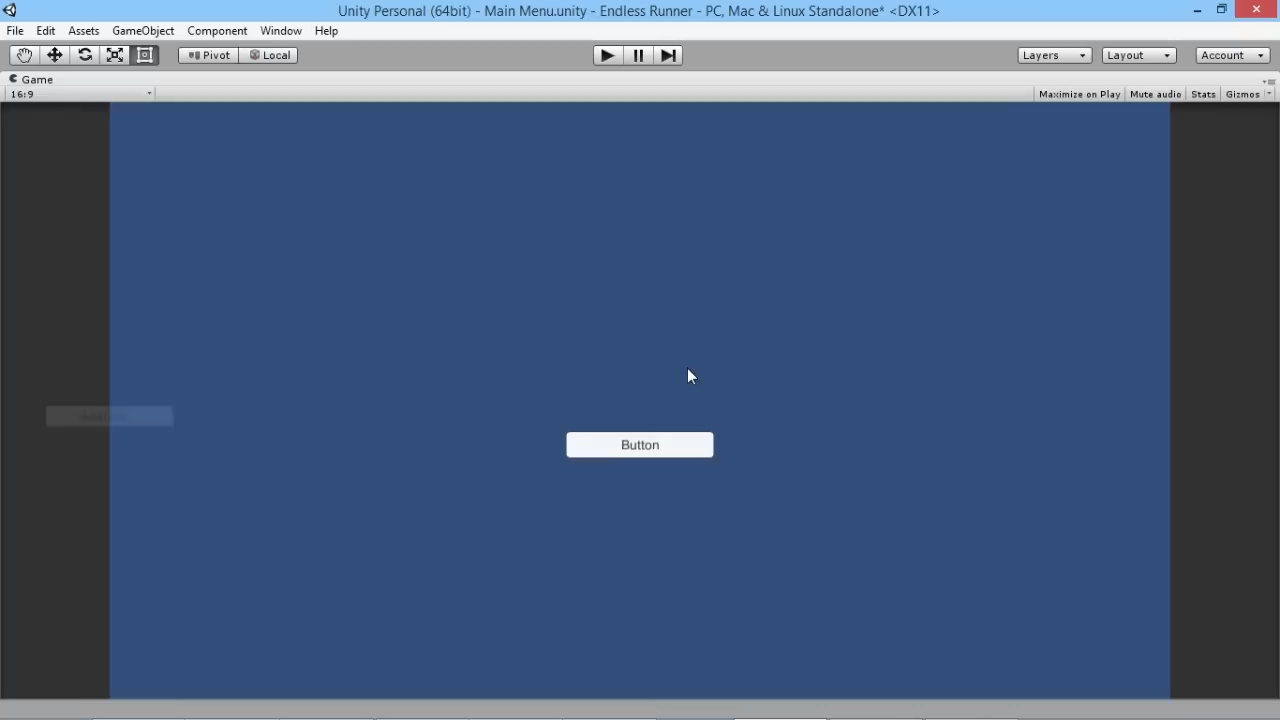 Unity Personal (64bit) - Main Menu.unity - Endless Runner - PC, Mac & Linux Standalone* <DX11>
File Edit Assets GameObject Component Window Help
Pivot Local Layers Layout Account
Game
16:9 Maximize on Play Mute audio Stats Gizmos
Button